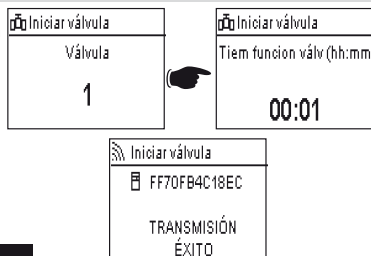 Iniciar válvula
Válvula
1
Iniciar válvula
Tiem funcion válv (hh:mm
00:01
Iniciar válvula
FF70FB4C18EC
TRANSMISIÓN
ÉXITO